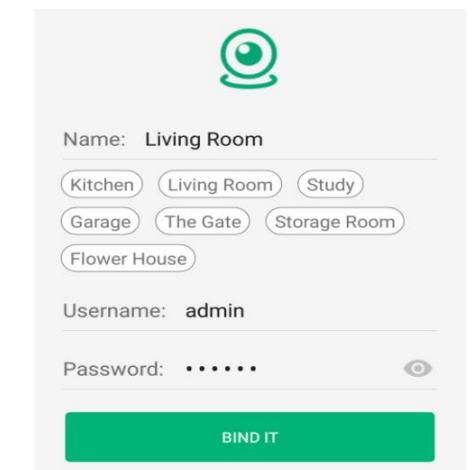 Name: Living Room
Kitchen Living Room Study
Garage The Gate Storage Room
Flower House
Username: admin
Password: ••••••
BIND IT